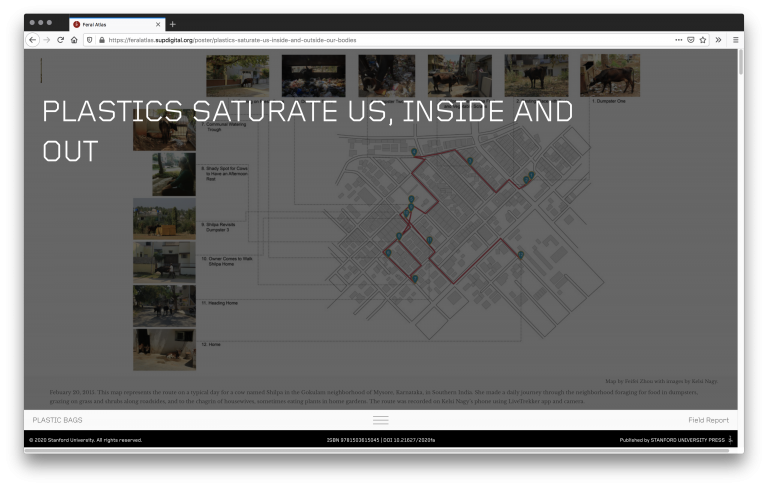 Feral Atlas
https://feralatlas.supdigital.org/poster/plastics-saturate-us-inside-and-outside-our-bodies
PLASTICS SATURATE US, INSIDE AND
OUT
1. Dumpster One
7. Communal Watering
Trough
8. Shady Spot for Cows
to Have an Afternoon
Rest
9. Shilpa Revisits
Dumpster 3
10. Owner Comes to Walk
Shilpa Home
11. Heading Home
12. Home
Map by Feifei Zhou with images by Kelsi Nagy
February 29, 2015. This map represents the route on a typical day for a cow named Shilpa in the Gokulam neighborhood of Mysore, Karnataka, in Southern India. She made a daily journey through the neighborhood foraging for food in dumpsters,
grazing on grass and shrubs along roadsides, and to the chagrin of housewives, sometimes eating plants in home gardens. The route was recorded on Kelsi Nagy's phone using LiveTrekker app and camera.
PLASTIC BAGS
Field Report
© 2020 Stanford University. All rights reserved.
ISBN 9781503615045 | DOI 10.21627/2020fa
Published by STANFORD UNIVERSITY PRESS